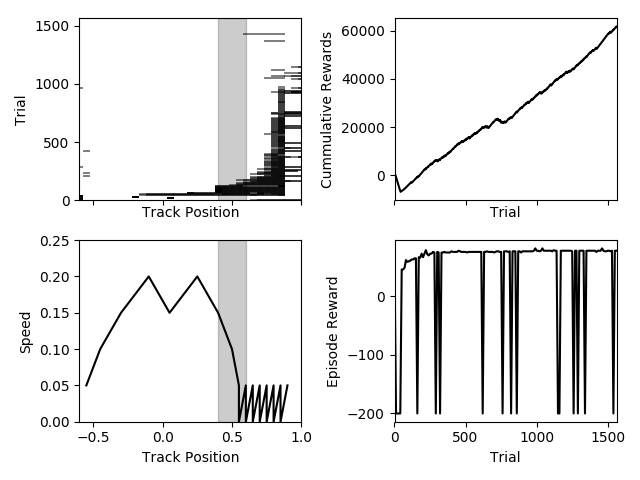 1500
1000
500
0
Trial
Track Position
60000
40000
20000
0
Cummulative Rewards
Trial
0.25
0.20
0.15
0.10
0.05
0.00
Speed
−0.5 0.0 0.5 1.0
Track Position
0
−100
−200
Episode Reward
0 500 1000 1500
Trial